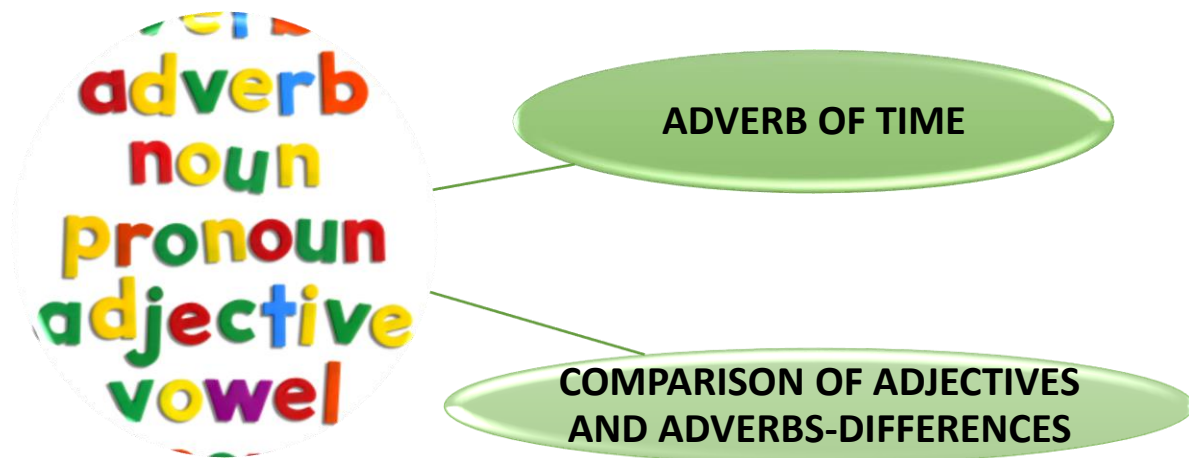 adverb
noun
pronoun
adjective
vowel
ADVERB OF TIME
COMPARISON OF ADJECTIVES
AND ADVERBS-DIFFERENCES